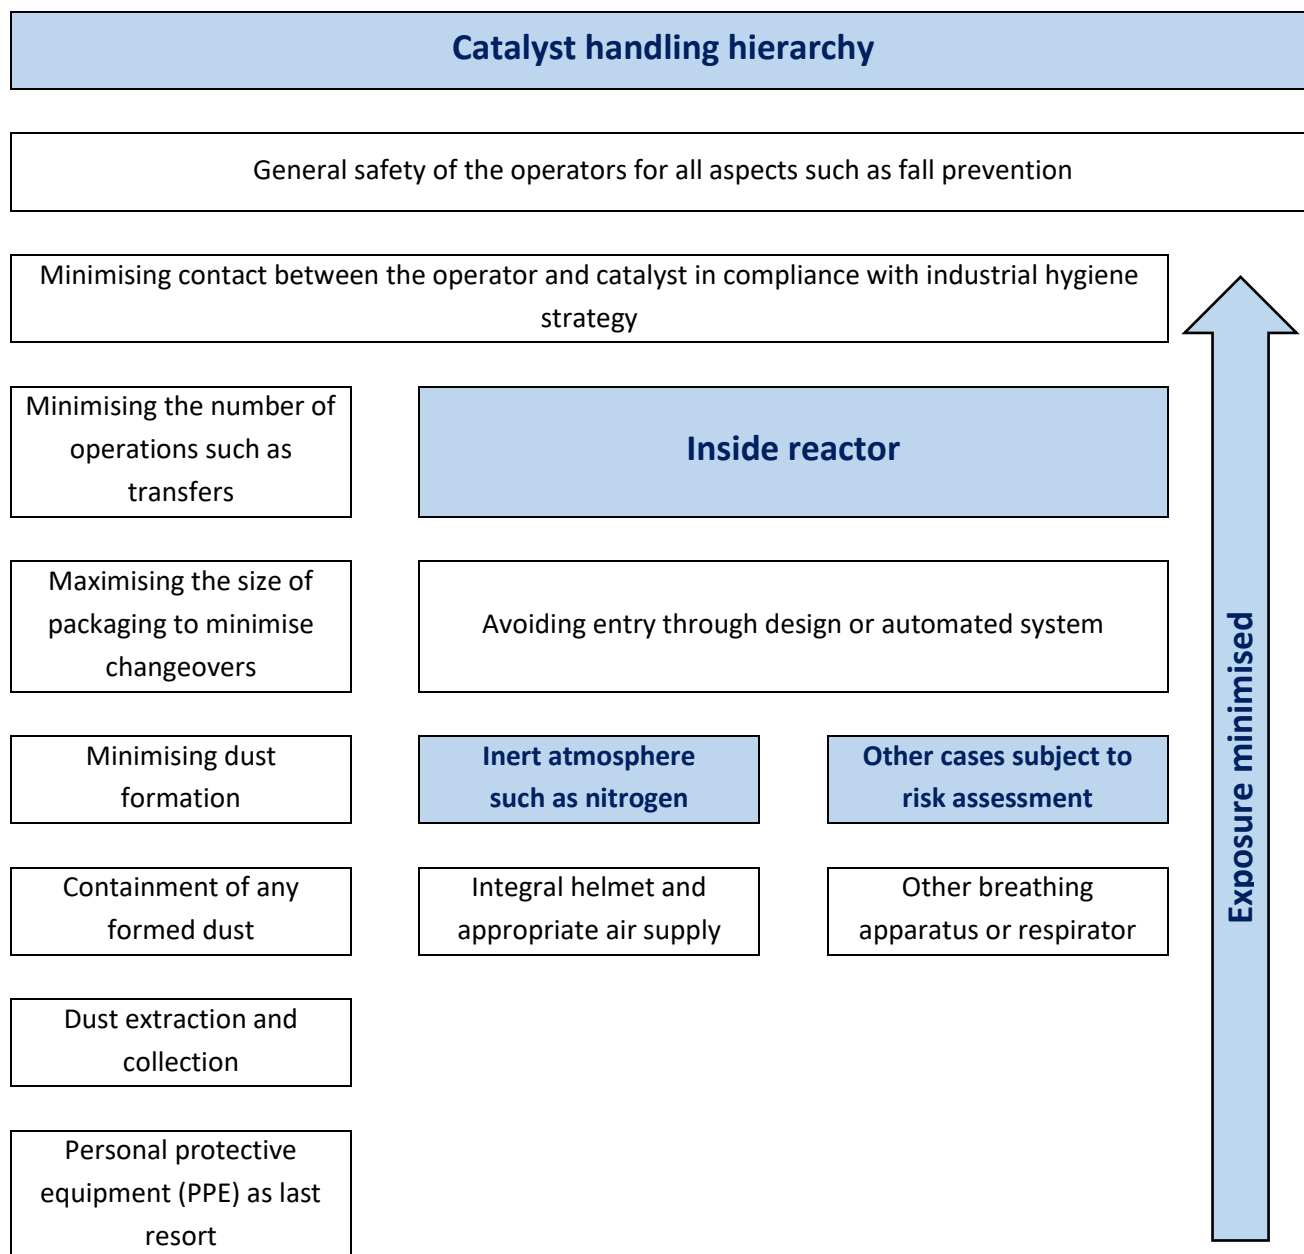 Catalyst handling hierarchy
General safety of the operators for all aspects such as fall prevention
Minimising contact between the operator and catalyst in compliance with industrial hygiene
strategy
Minimising the number of
operations such as
transfers
Inside reactor
Maximising the size of
packaging to minimise
changeovers
Avoiding entry through design or automated system
Minimising dust
formation
Inert atmosphere
such as nitrogen
Other cases subject to
risk assessment
Containment of any
formed dust
Integral helmet and
appropriate air supply
Other breathing
apparatus or respirator
Dust extraction and
collection
Personal protective
equipment (PPE) as last
resort
Exposure minimised